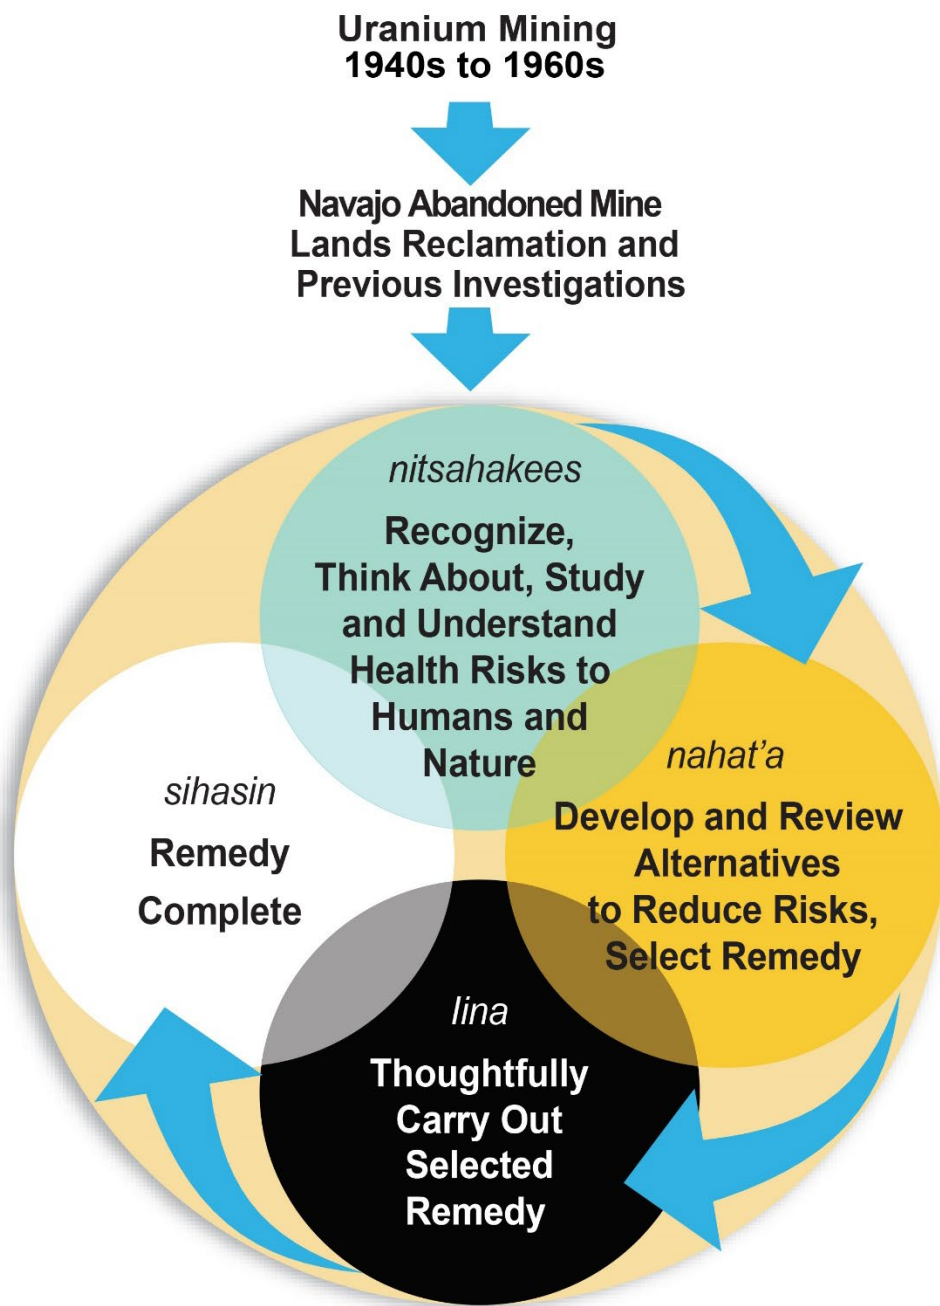 Uranium Mining
1940s to 1960s
Navajo Abandoned Mine
Lands Reclamation and
Previous Investigations
nitsahakees
Recognize,
Think About, Study
and Understand
Health Risks to
Humans and
Nature
nahat’a
Develop and Review
Alternatives
to Reduce Risks,
Select Remedy
Iina
Thoughtfully
Carry Out
Selected
Remedy
sihasin
Remedy
Complete